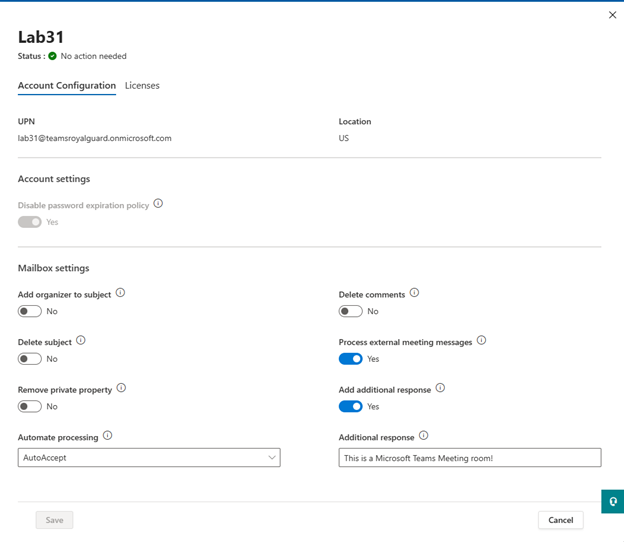 Lab31
Status : No action needed
Account Configuration Licenses
UPN Location
lab31@teamsroyalguard.onmicrosoft.com US
Account settings
Disable password expiration policy
Yes
Mailbox settings
Add organizer to subject Delete comments
No No
Delete subject Process external meeting messages
No Yes
Remove private property Add additional response
No Yes
Automate processing Additional response
AutoAccept This is a Microsoft Teams Meeting room!
Save Cancel